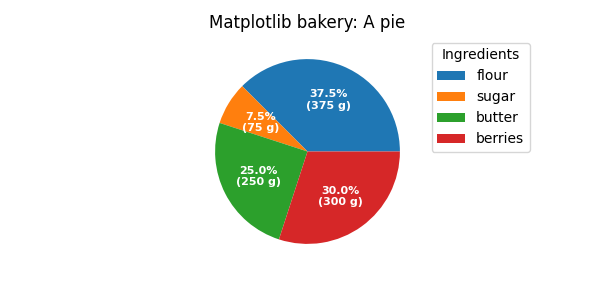 Matplotlib bakery: A pie
Ingredients
flour
sugar
butter
berries
37.5%
(375 g)
7.5%
(75 g)
25.0%
(250 g)
30.0%
(300 g)